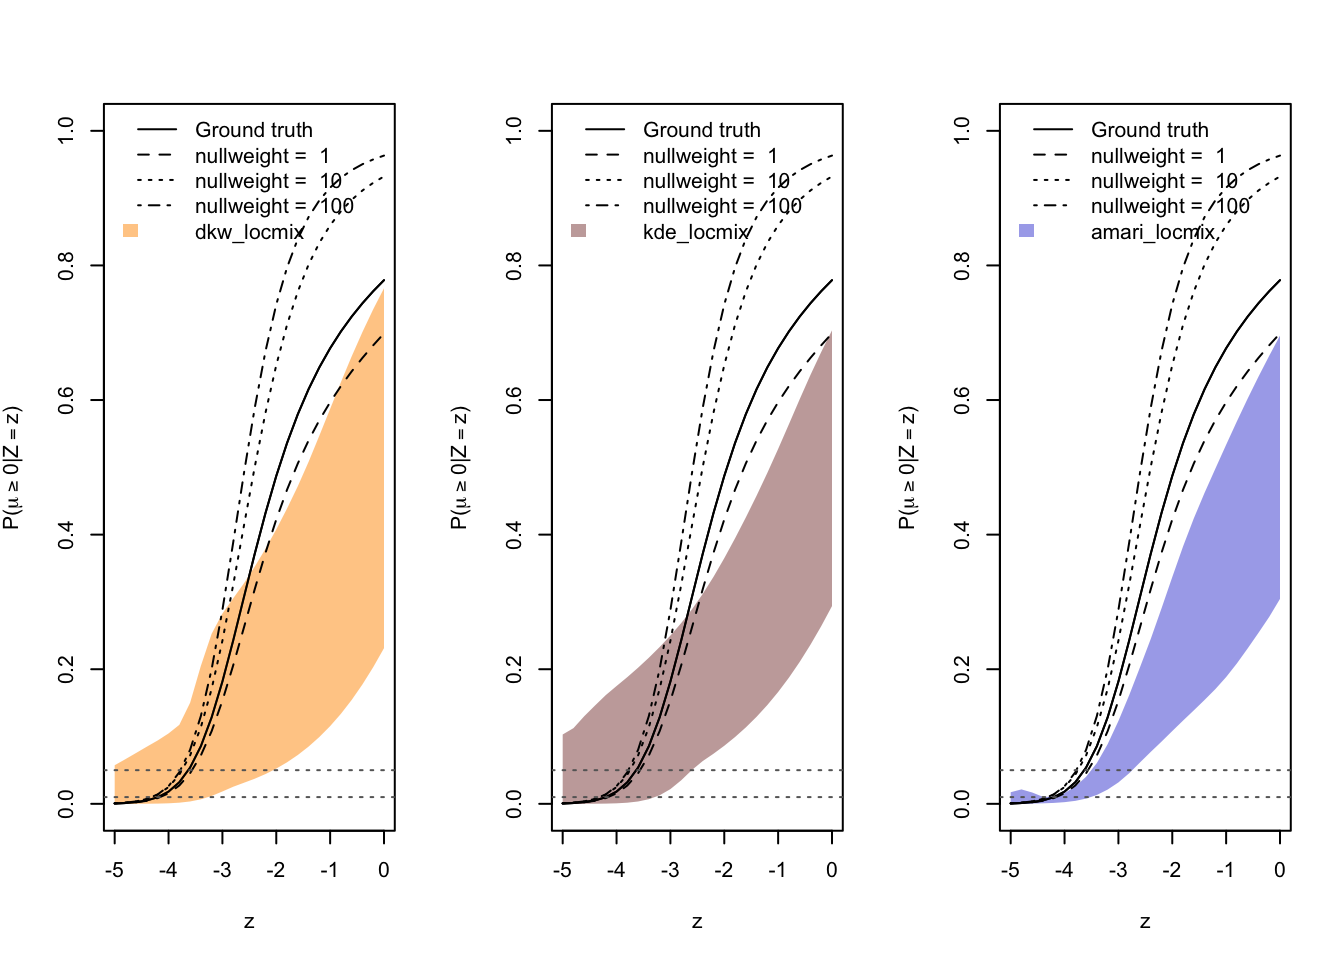 Ground truth
nullweight = 1
nullweight = 10
nullweight = 100
dkw_locmix
P(μ ≥ 0|Z = z)
1.0
0.8
0.6
0.4
0.2
0.0
-5 -4 -3 -2 -1 0
z
Ground truth
nullweight = 1
nullweight = 10
nullweight = 100
kde_locmix
P(μ ≥ 0|Z = z)
1.0
0.8
0.6
0.4
0.2
0.0
-5 -4 -3 -2 -1 0
z
Ground truth
nullweight = 1
nullweight = 10
nullweight = 100
amari_locmix
P(μ ≥ 0|Z = z)
1.0
0.8
0.6
0.4
0.2
0.0
-5 -4 -3 -2 -1 0
z